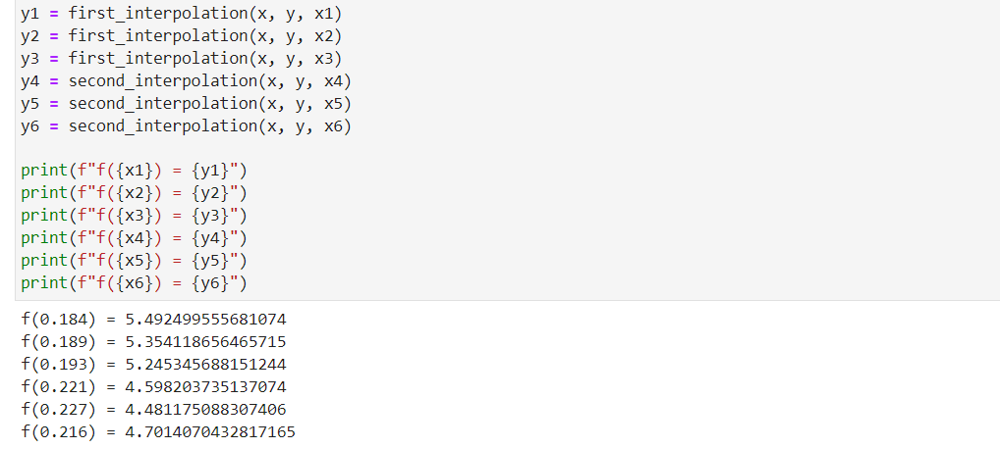 y1 = first_interpolation(x, y, x1)
y2 = first_interpolation(x, y, x2)
y3 = first_interpolation(x, y, x3)
y4 = second_interpolation(x, y, x4)
y5 = second_interpolation(x, y, x5)
y6 = second_interpolation(x, y, x6)
print(f"f({x1}) = {y1}")
print(f"f({x2}) = {y2}")
print(f"f({x3}) = {y3}")
print(f"f({x4}) = {y4}")
print(f"f({x5}) = {y5}")
print(f"f({x6}) = {y6}")
f(0.184) = 5.492499555681074
f(0.189) = 5.354118656465715
f(0.193) = 5.245345688151244
f(0.221) = 4.598203735137074
f(0.227) = 4.481175088307406
f(0.216) = 4.7014070432817165